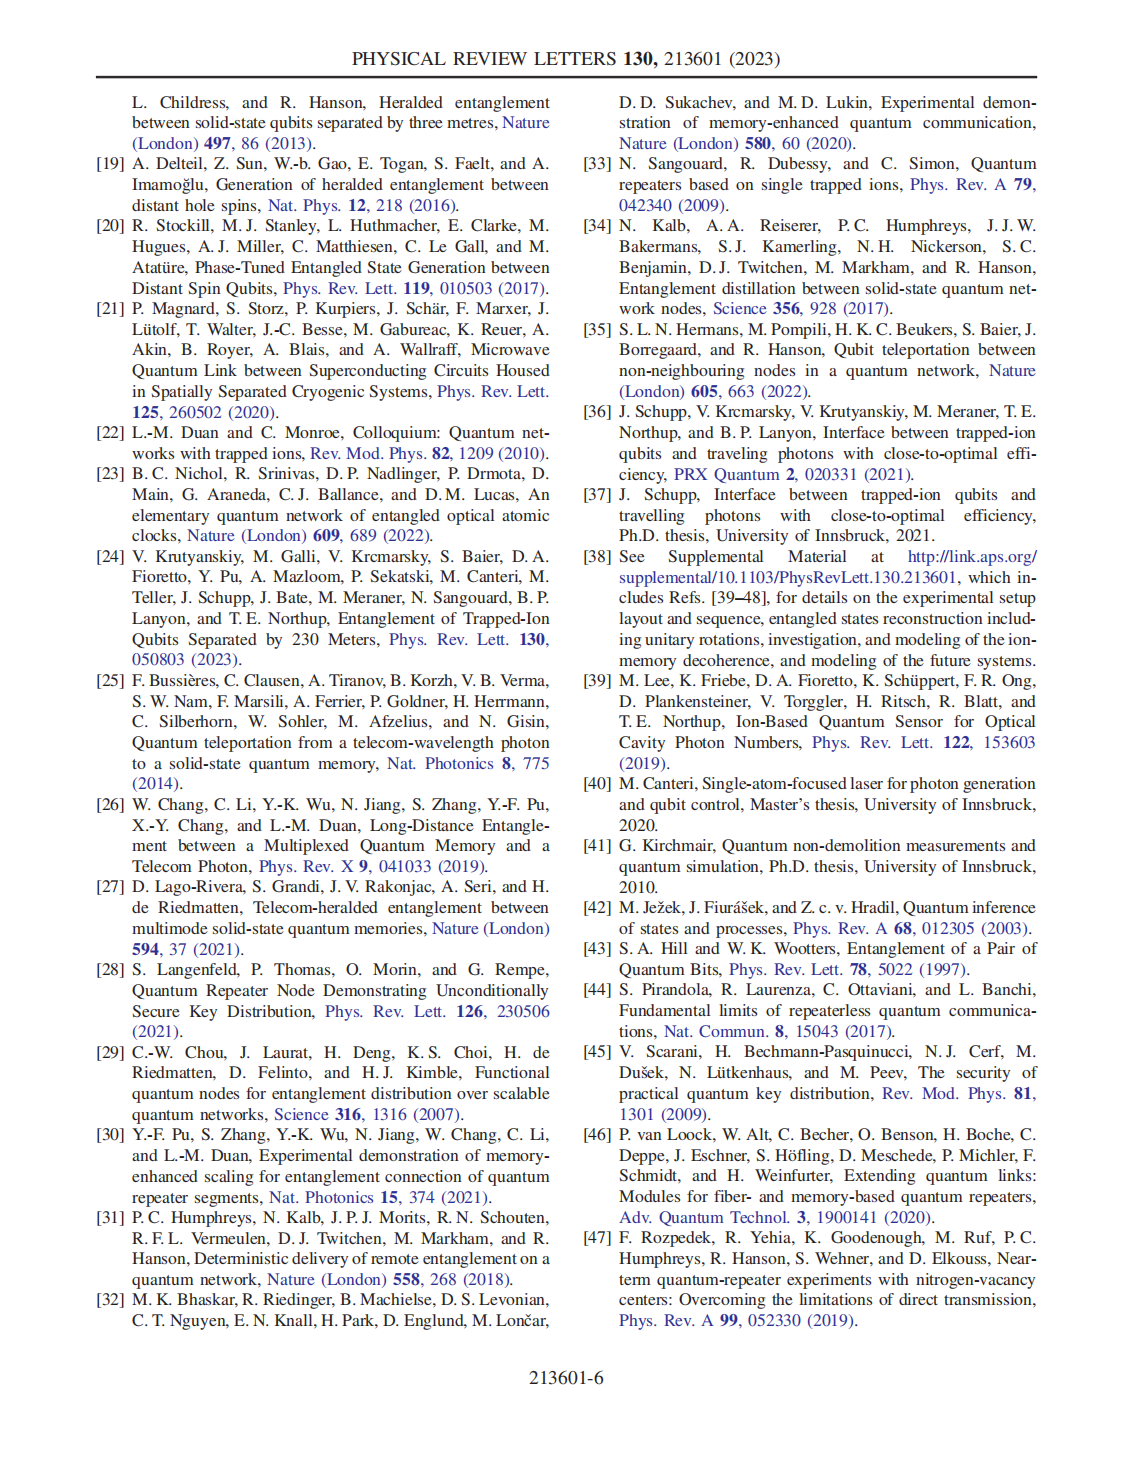 PHYSICAL REVIEW LETTERS 130, 213601 (2023)
L. Childress, and R. Hanson, Heralded entanglement
between solid-state qubits separated by three metres, Nature
(London) 497, 86 (2013).
[19] A. Delteil, Z. Sun, W.-b. Gao, E. Togan, S. Faelt, and A.
Imamoğlu, Generation of heralded entanglement between
distant hole spins, Nat. Phys. 12, 218 (2016).
[20] R. Stockill, M. J. Stanley, L. Huthmacher, E. Clarke, M.
Hugues, A. J. Miller, C. Matthiesen, C. Le Gall, and M.
Atatüre, Phase-Tuned Entangled State Generation between
Distant Spin Qubits, Phys. Rev. Lett. 119, 010503 (2017).
[21] P. Magnard, S. Storz, P. Kurpiers, J. Schär, F. Marxer, J.
Lütolf, T. Walter, J.-C. Besse, M. Gabureac, K. Reuer, A.
Akin, B. Royer, A. Blais, and A. Wallraff, Microwave
Quantum Link between Superconducting Circuits Housed
in Spatially Separated Cryogenic Systems, Phys. Rev. Lett.
125, 260502 (2020).
[22] L.-M. Duan and C. Monroe, Colloquium: Quantum net-
works with trapped ions, Rev. Mod. Phys. 82, 1209 (2010).
[23] B. C. Nichol, R. Srinivas, D. P. Nadlinger, P. Drmota, D.
Main, G. Araneda, C. J. Ballance, and D. M. Lucas, An
elementary quantum network of entangled optical atomic
clocks, Nature (London) 609, 689 (2022).
[24] V. Krutyanskiy, M. Galli, V. Krcmarsky, S. Baier, D. A.
Fioretto, Y. Pu, A. Mazloom, P. Sekatski, M. Canteri, M.
Teller, J. Schupp, J. Bate, M. Meraner, N. Sangouard, B. P.
Lanyon, and T. E. Northup, Entanglement of Trapped-Ion
Qubits Separated by 230 Meters, Phys. Rev. Lett. 130,
050803 (2023).
[25] F. Bussières, C. Clausen, A. Tiranov, B. Korzh, V. B. Verma,
S. W. Nam, F. Marsili, A. Ferrier, P. Goldner, H. Herrmann,
C. Silberhorn, W. Sohler, M. Afzelius, and N. Gisin,
Quantum teleportation from a telecom-wavelength photon
to a solid-state quantum memory, Nat. Photonics 8, 775
(2014).
[26] W. Chang, C. Li, Y.-K. Wu, N. Jiang, S. Zhang, Y.-F. Pu,
X.-Y. Chang, and L.-M. Duan, Long-Distance Entangle-
ment between a Multiplexed Quantum Memory and a
Telecom Photon, Phys. Rev. X 9, 041033 (2019).
[27] D. Lago-Rivera, S. Grandi, J. V. Rakonjac, A. Seri, and H.
de Riedmatten, Telecom-heralded entanglement between
multimode solid-state quantum memories, Nature (London)
594, 37 (2021).
[28] S. Langenfeld, P. Thomas, O. Morin, and G. Rempe,
Quantum Repeater Node Demonstrating Unconditionally
Secure Key Distribution, Phys. Rev. Lett. 126, 230506
(2021).
[29] C.-W. Chou, J. Laurat, H. Deng, K. S. Choi, H. de
Riedmatten, D. Felinto, and H. J. Kimble, Functional
quantum nodes for entanglement distribution over scalable
quantum networks, Science 316, 1316 (2007).
[30] Y.-F. Pu, S. Zhang, Y.-K. Wu, N. Jiang, W. Chang, C. Li,
and L.-M. Duan, Experimental demonstration of memory-
enhanced scaling for entanglement connection of quantum
repeater segments, Nat. Photonics 15, 374 (2021).
[31] P. C. Humphreys, N. Kalb, J. P. J. Morits, R. N. Schouten,
R. F. L. Vermeulen, D. J. Twitchen, M. Markham, and R.
Hanson, Deterministic delivery of remote entanglement on a
quantum network, Nature (London) 558, 268 (2018).
[32] M. K. Bhaskar, R. Riedinger, B. Machielse, D. S. Levonian,
C. T. Nguyen, E. N. Knall, H. Park, D. Englund, M. Lončar,
D. D. Sukachev, and M. D. Lukin, Experimental demon-
stration of memory-enhanced quantum communication,
Nature (London) 580, 60 (2020).
[33] N. Sangouard, R. Dubessy, and C. Simon, Quantum
repeaters based on single trapped ions, Phys. Rev. A 79,
042340 (2009).
[34] N. Kalb, A. A. Reiserer, P. C. Humphreys, J. J. W.
Bakermans, S. J. Kamerling, N. H. Nickerson, S. C.
Benjamin, D. J. Twitchen, M. Markham, and R. Hanson,
Entanglement distillation between solid-state quantum net-
work nodes, Science 356, 928 (2017).
[35] S. L. N. Hermans, M. Pompili, H. K. C. Beukers, S. Baier, J.
Borregaard, and R. Hanson, Qubit teleportation between
non-neighbouring nodes in a quantum network, Nature
(London) 605, 663 (2022).
[36] J. Schupp, V. Krcmarsky, V. Krutyanskiy, M. Meraner, T. E.
Northup, and B. P. Lanyon, Interface between trapped-ion
qubits and traveling photons with close-to-optimal effi-
ciency, PRX Quantum 2, 020331 (2021).
[37] J. Schupp, Interface between trapped-ion qubits and
travelling photons with close-to-optimal efficiency,
Ph.D. thesis, University of Innsbruck, 2021.
[38] See Supplemental Material at http://link.aps.org/
supplemental/10.1103/PhysRevLett.130.213601, which in-
cludes Refs. [39–48], for details on the experimental setup
layout and sequence, entangled states reconstruction includ-
ing unitary rotations, investigation, and modeling of the ion-
memory decoherence, and modeling of the future systems.
[39] M. Lee, K. Friebe, D. A. Fioretto, K. Schüppert, F. R. Ong,
D. Plankensteiner, V. Torggler, H. Ritsch, R. Blatt, and
T. E. Northup, Ion-Based Quantum Sensor for Optical
Cavity Photon Numbers, Phys. Rev. Lett. 122, 153603
(2019).
[40] M. Canteri, Single-atom-focused laser for photon generation
and qubit control, Master's thesis, University of Innsbruck,
2020.
[41] G. Kirchmair, Quantum non-demolition measurements and
quantum simulation, Ph.D. thesis, University of Innsbruck,
2010.
[42] M. Ježek, J. Fiurášek, and Z. c. v. Hradil, Quantum inference
of states and processes, Phys. Rev. A 68, 012305 (2003).
[43] S. A. Hill and W. K. Wootters, Entanglement of a Pair of
Quantum Bits, Phys. Rev. Lett. 78, 5022 (1997).
[44] S. Pirandola, R. Laurenza, C. Ottaviani, and L. Banchi,
Fundamental limits of repeaterless quantum communica-
tions, Nat. Commun. 8, 15043 (2017).
[45] V. Scarani, H. Bechmann-Pasquinucci, N. J. Cerf, M.
Dušek, N. Lütkenhaus, and M. Peev, The security of
practical quantum key distribution, Rev. Mod. Phys. 81,
1301 (2009).
[46] P. van Loock, W. Alt, C. Becher, O. Benson, H. Boche, C.
Deppe, J. Eschner, S. Höfling, D. Meschede, P. Michler, F.
Schmidt, and H. Weinfurter, Extending quantum links:
Modules for fiber- and memory-based quantum repeaters,
Adv. Quantum Technol. 3, 1900141 (2020).
[47] F. Rozpedek, R. Yehia, K. Goodenough, M. Ruf, P. C.
Humphreys, R. Hanson, S. Wehner, and D. Elkouss, Near-
term quantum-repeater experiments with nitrogen-vacancy
centers: Overcoming the limitations of direct transmission,
Phys. Rev. A 99, 052330 (2019).
213601-6